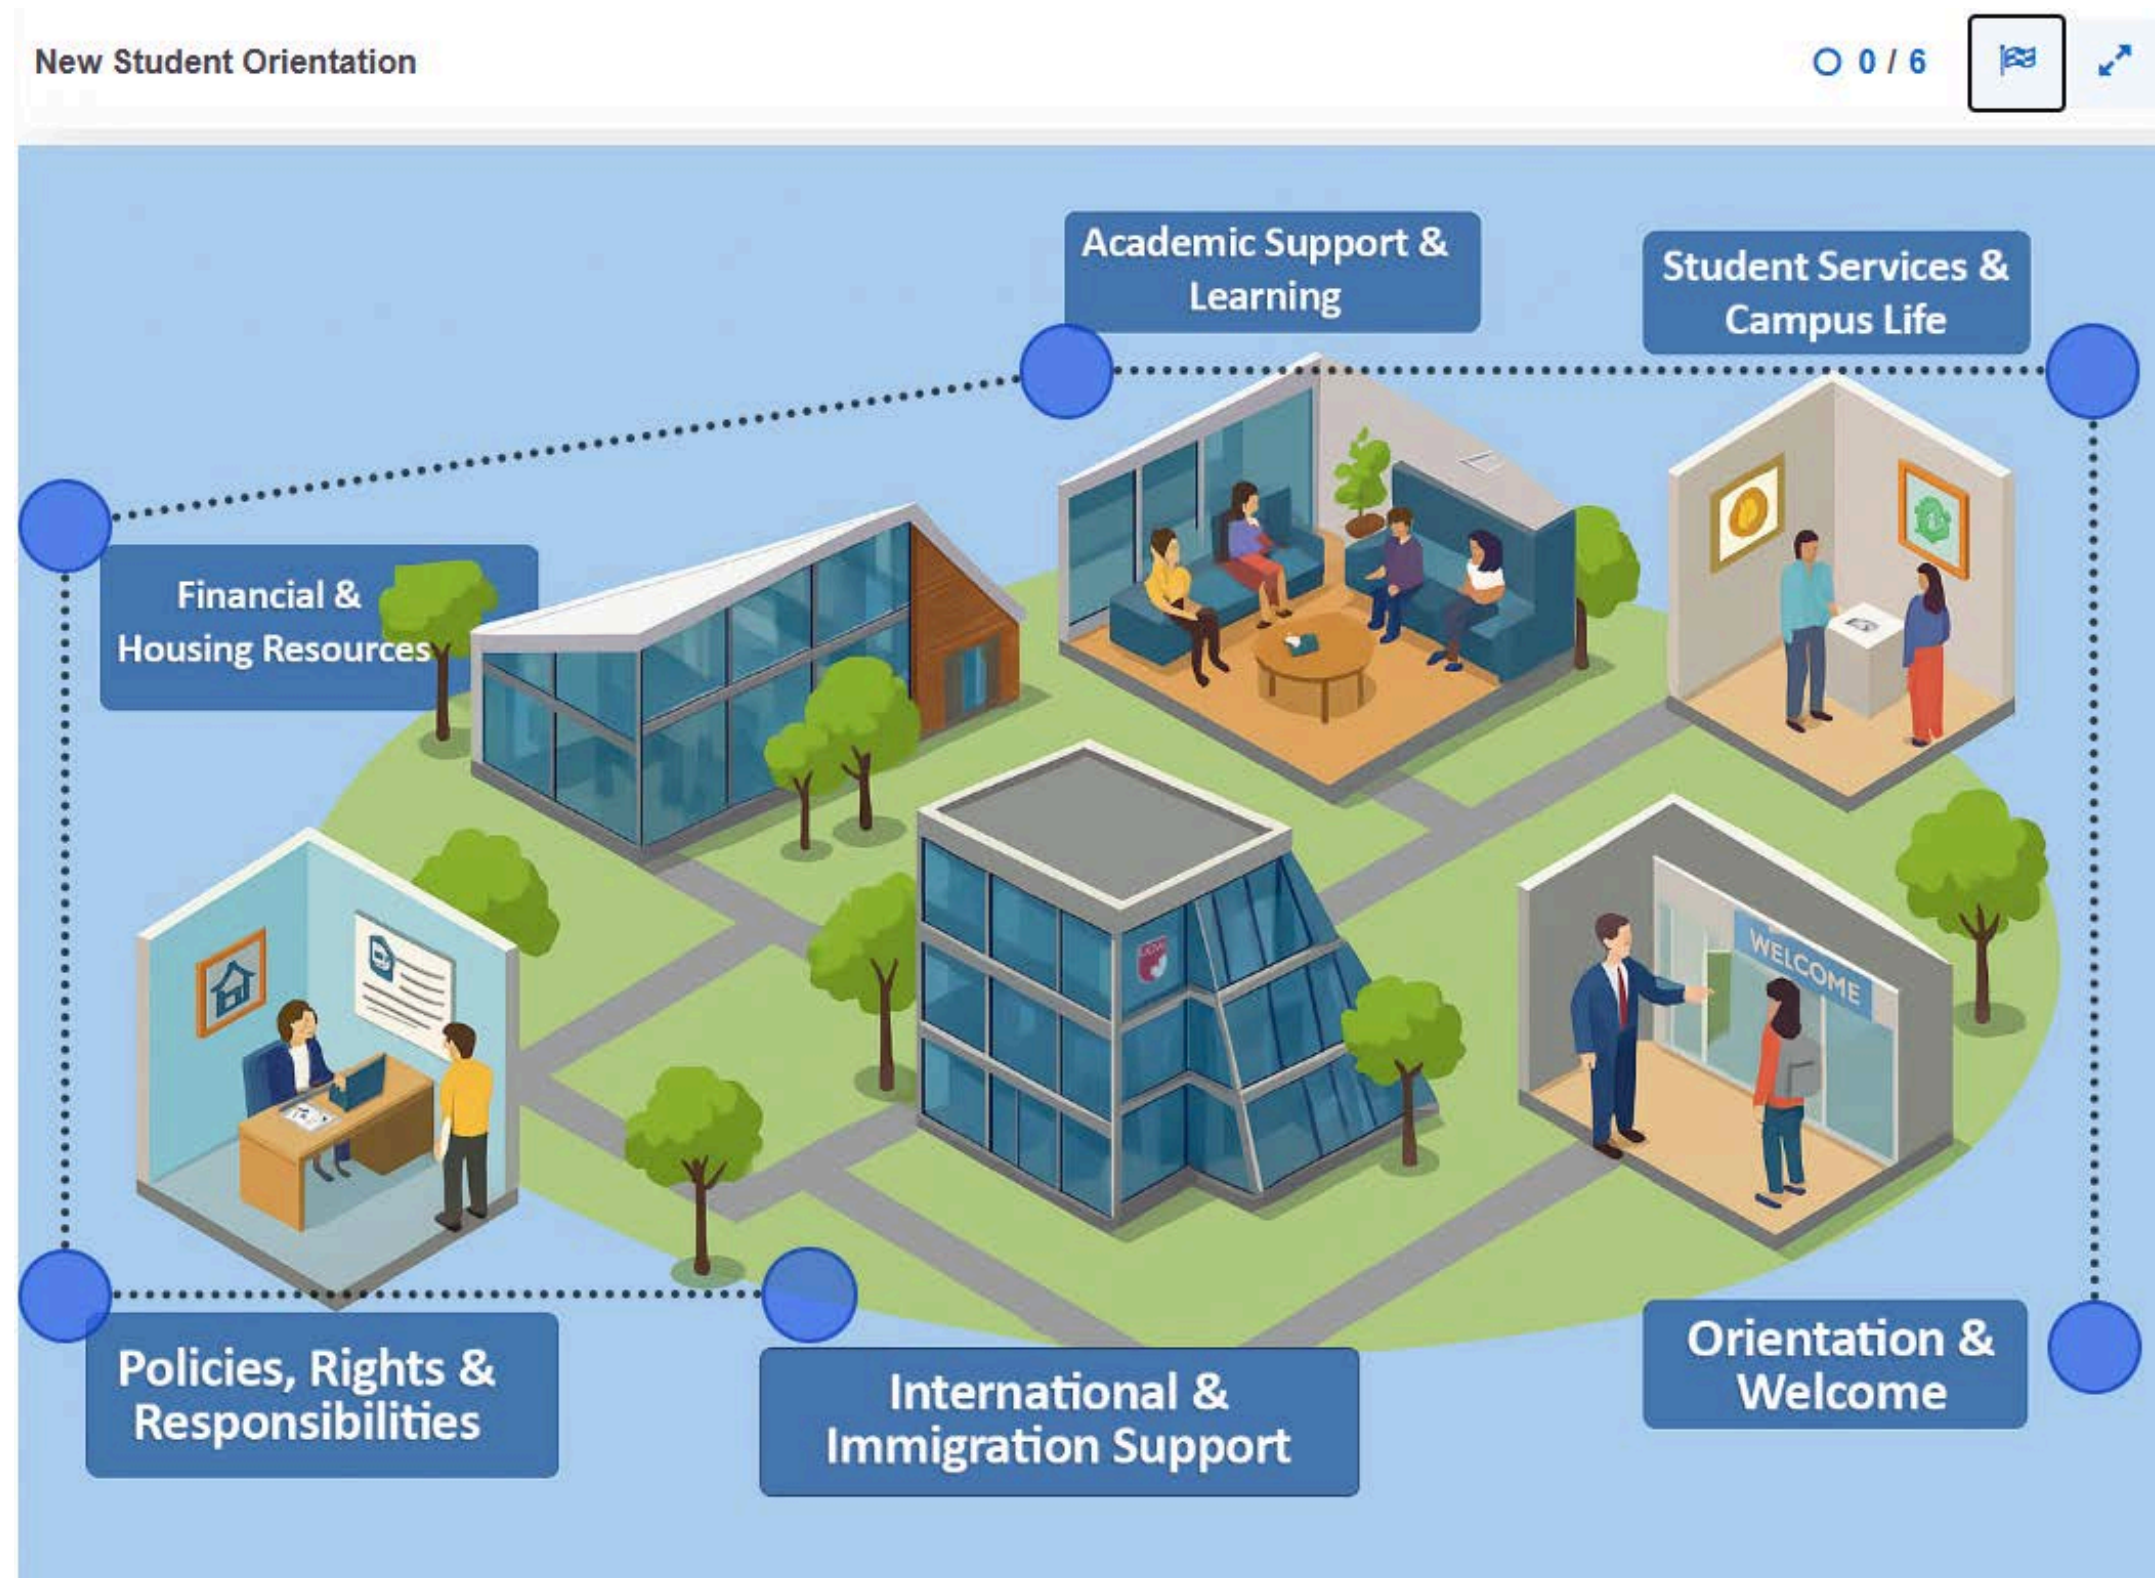 New Student Orientation
0 / 6
Academic Support &
Learning
Student Services &
Campus Life
Financial &
Housing Resources
WELCOME
Policies, Rights &
Responsibilities
International &
Immigration Support
Orientation &
Welcome